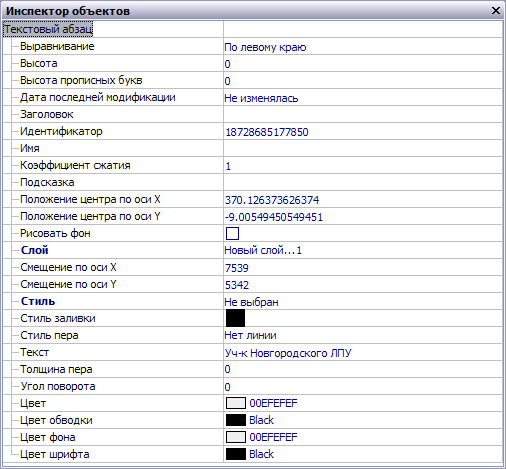 Инспектор объектов
Текстовый абзац
Выравнивание По левому краю
Высота 0
Высота прописных букв 0
Дата последней модификации Не изменялась
Заголовок
Идентификатор 18728685177850
Имя
Коэффициент сжатия 1
Подсказка
Положение центра по оси X 370.126373626374
Положение центра по оси Y -9.00549450549451
Рисовать фон
Слой Новый слой...1
Смещение по оси X 7539
Смещение по оси Y 5342
Стиль Не выбран
Стиль заливки
Стиль пера Нет линии
Текст Уч-к Новгородского ЛПУ
Толщина пера 0
Угол поворота 0
Цвет 00EFEFEF
Цвет обводки Black
Цвет фона 00EFEFEF
Цвет шрифта Black